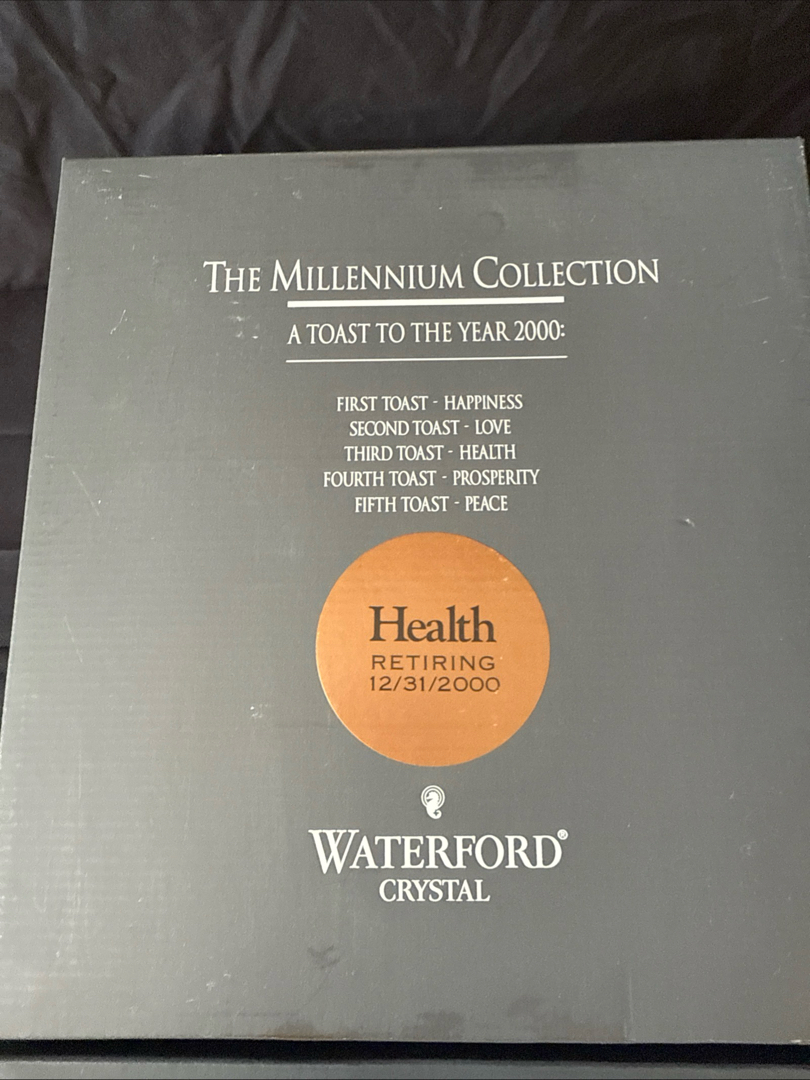 THE MILLENNIUM COLLECTION
A TOAST TO THE YEAR 2000:
FIRST TOAST - HAPPINESS
SECOND TOAST - LOVE
THIRD TOAST - HEALTH
FOURTH TOAST - PROSPERITY
FIFTH TOAST - PEACE
Health
RETIRING
12/31/2000
WATERFORD®
CRYSTAL